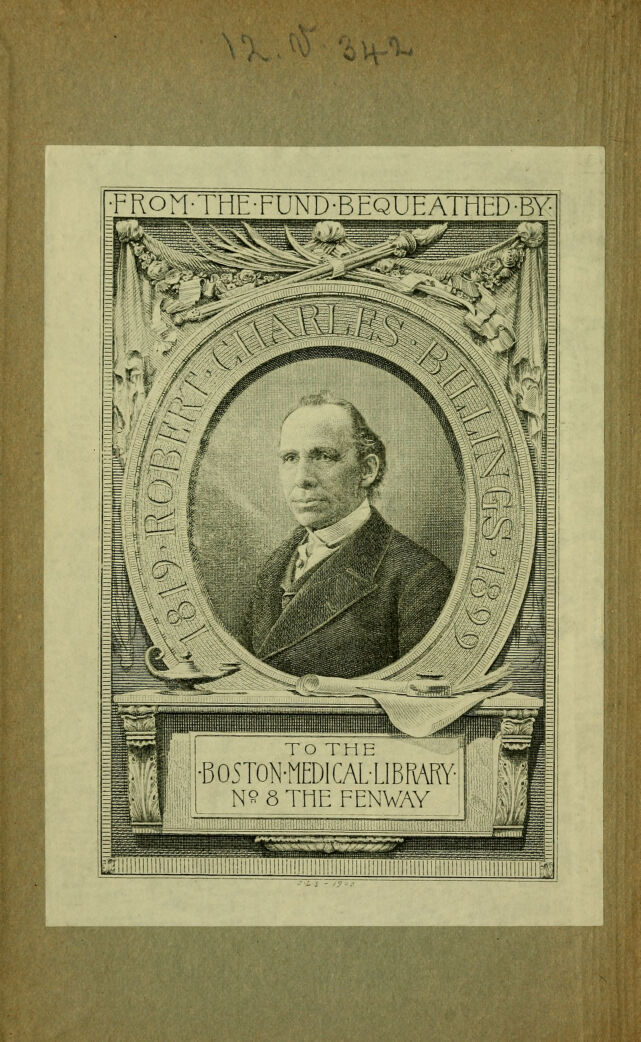 12. V. 342
·FROM·THE·FUND·BEQUEATHED·BY·
1819·ROBERT·CHARLES·BILLINGS·1899
TO THE
·BOSTON·MEDICAL·LIBRARY·
Nº 8 THE FENWAY